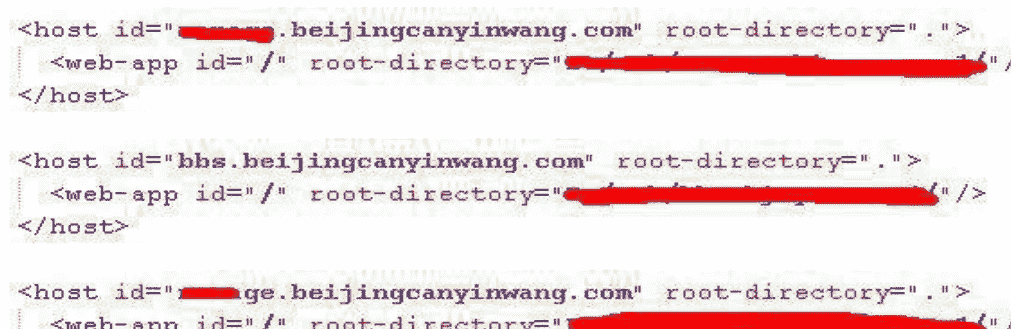 <host id=".beijingcanyinwang.com" root-directory=".">
<web-app id="/" root-directory="/"/
</host>
<host id="bbs.beijingcanyinwang.com" root-directory=".">
<web-app id="/" root-directory="/"/>
</host>
<host id="ge.beijingcanyinwang.com" root-directory=".">
<web-app id="/" root-directory="/"/